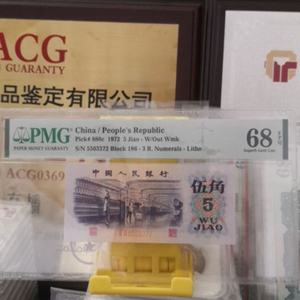 ACG
GUARANTY
品鉴定有限公司
PMG
PAPER MONEY GUARANTY
China / People's Republic
Pick# 880c 1972 5 Jiao - W/Out Wmk
S/N 5503372 Block 186 - 3 R. Numerals - Litho
68 EPQ
Superb Gem Unc
ACG0369
中国人民银行
伍角
5
WU
JIAO